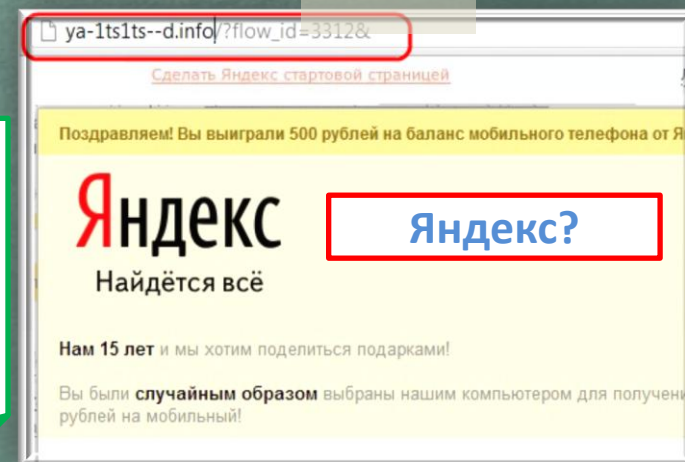 ya-1ts1ts--d.info/?flow_id=3312&
Сделать Яндекс стартовой страницей
Поздравляем! Вы выиграли 500 рублей на баланс мобильного телефона от Я
Яндекс
Яндекс?
Найдётся всё
Нам 15 лет и мы хотим поделиться подарками!
Вы были случайным образом выбраны нашим компьютером для получени
рублей на мобильный!